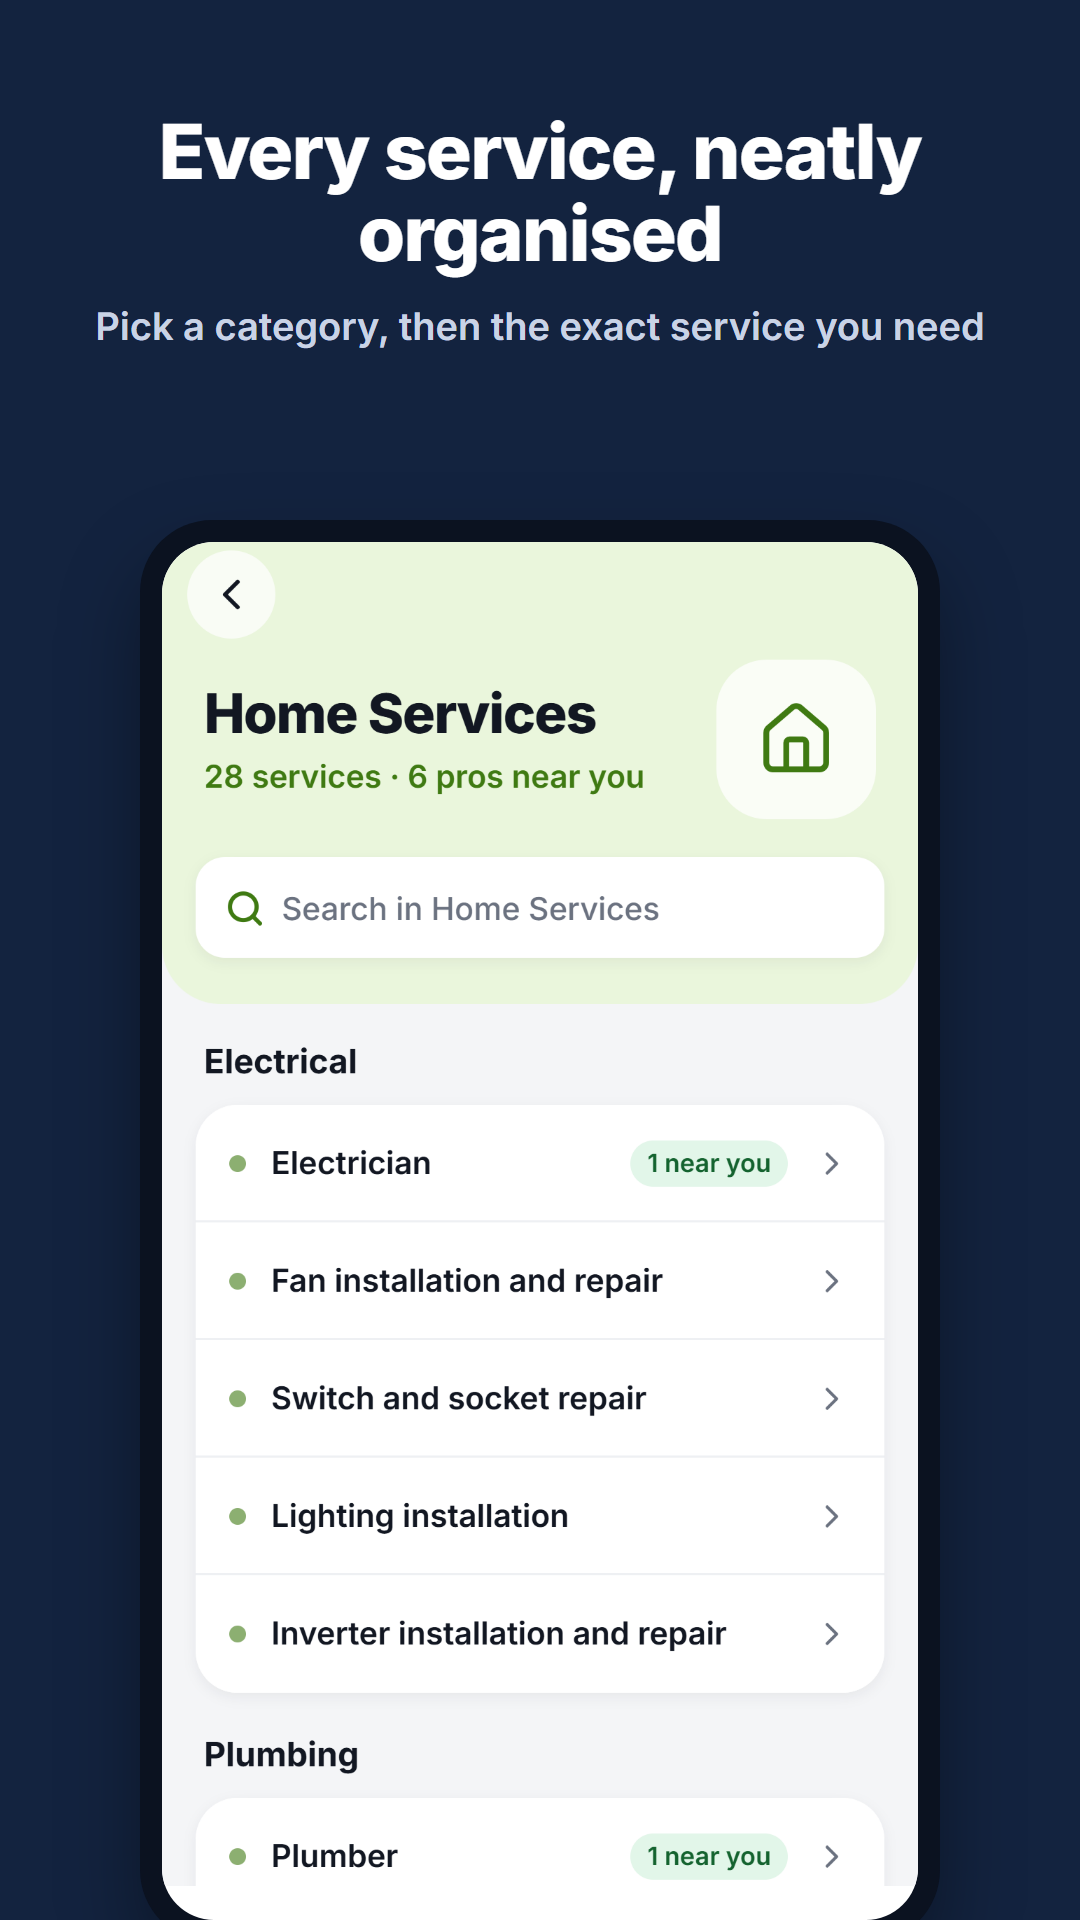 Every service, neatly
organised
Pick a category, then the exact service you need
Home Services
28 services · 6 pros near you
Search in Home Services
Electrical
Electrician 1 near you
Fan installation and repair
Switch and socket repair
Lighting installation
Inverter installation and repair
Plumbing
Plumber 1 near you